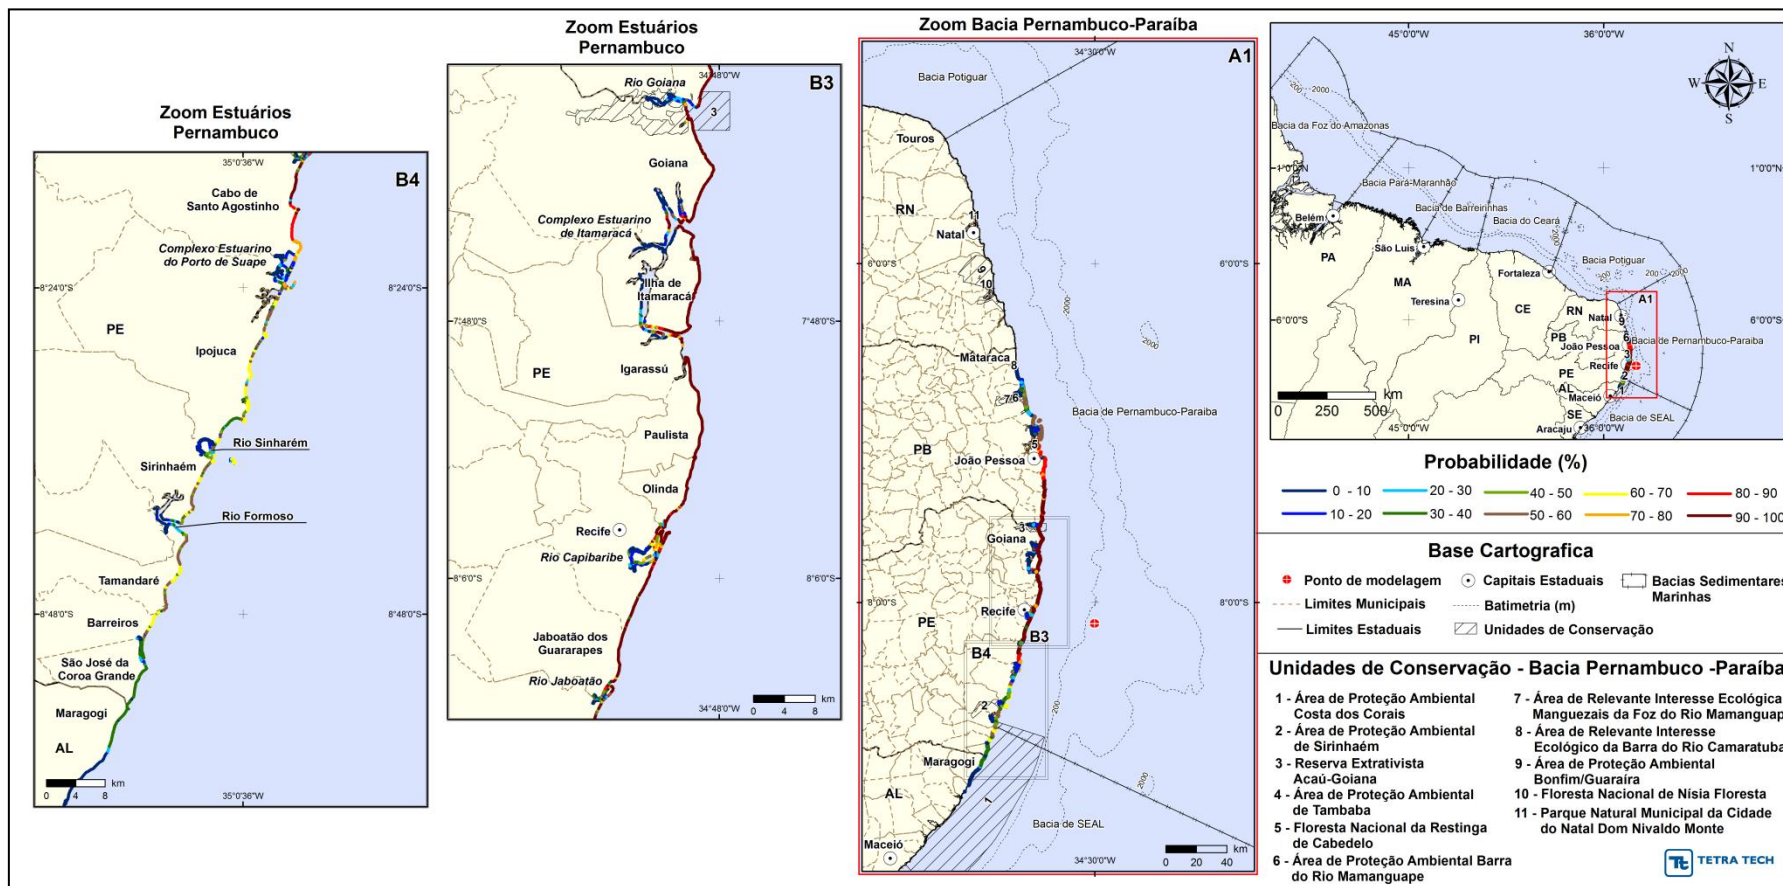 Zoom Estuários
Pernambuco
35°0'36"W
B4
Cabo de
Santo Agostinho
Complexo Estuarino
do Porto de Suape
8°24'0"S
8°24'0"S
PE
Ipojuca
Rio Sinharém
Sirinhaém
Rio Formoso
Tamandaré
8°48'0"S
8°48'0"S
Barreiros
São José da
Coroa Grande
Maragogi
AL
0 4 8
km
35°0'36"W
Zoom Estuários
Pernambuco
34°48'0"W
B3
Rio Goiana
3
Goiana
Complexo Estuarino
de Itamaracá
Ilha de
Itamaracá
7°48'0"S
7°48'0"S
Igarassú
PE
Paulista
Olinda
Recife
Rio Capibaribe
8°6'0"S
8°6'0"S
Jaboatão dos
Guararapes
Rio Jaboatão
0 4 8
km
34°48'0"W
Zoom Bacia Pernambuco-Paraíba
34°30'0"W
A1
Bacia Potiguar
Touros
RN
11
Natal
9
10
6°0'0"S
6°0'0"S
2000
2000
Mataraca
8
7
6
Bacia de Pernambuco-Paraiba
PB
5
João Pessoa
3
Goiana
Recife
8°0'0"S
8°0'0"S
PE
B3
B4
2
200
Maragogi
2000
1
AL
Bacia de SEAL
Maceió
0 20 40
km
34°30'0"W
45°0'0"W
36°0'0"W
N
W
E
S
200
2000
Bacia da Foz do Amazonas
1°0'0"N
1°0'0"N
Bacia Pará-Maranhão
Bacia de Barreirinhas
Bacia do Ceará
Belém
2000
São Luis
Bacia Potiguar
Fortaleza
200
200
2000
PA
MA
Teresina
CE
RN
A1
Natal
9
6°0'0"S
6°0'0"S
6
PI
PB
Bacia de Pernambuco-Paraiba
João Pessoa
3
Recife
PE
2
AL
1
Maceió
0 250 500
km
SE
Bacia de SEAL
Aracaju
45°0'0"W
36°0'0"W
Probabilidade (%)
0 - 10
20 - 30
40 - 50
60 - 70
80 - 90
10 - 20
30 - 40
50 - 60
70 - 80
90 - 100
Base Cartografica
Ponto de modelagem
Capitais Estaduais
Bacias Sedimentares
Marinhas
Limites Municipais
Batimetria (m)
Limites Estaduais
Unidades de Conservação
Unidades de Conservação - Bacia Pernambuco -Paraíba
1 - Área de Proteção Ambiental
Costa dos Corais
2 - Área de Proteção Ambiental
de Sirinhaém
3 - Reserva Extrativista
Acaú-Goiana
4 - Área de Proteção Ambiental
de Tambaba
5 - Floresta Nacional da Restinga
de Cabedelo
6 - Área de Proteção Ambiental Barra
do Rio Mamanguape
7 - Área de Relevante Interesse Ecológica
Manguezais da Foz do Rio Mamanguap
8 - Área de Relevante Interesse
Ecológico da Barra do Rio Camaratuba
9 - Área de Proteção Ambiental
Bonfim/Guaraíra
10 - Floresta Nacional de Nísia Floresta
11 - Parque Natural Municipal da Cidade
do Natal Dom Nivaldo Monte
Tt TETRA TECH